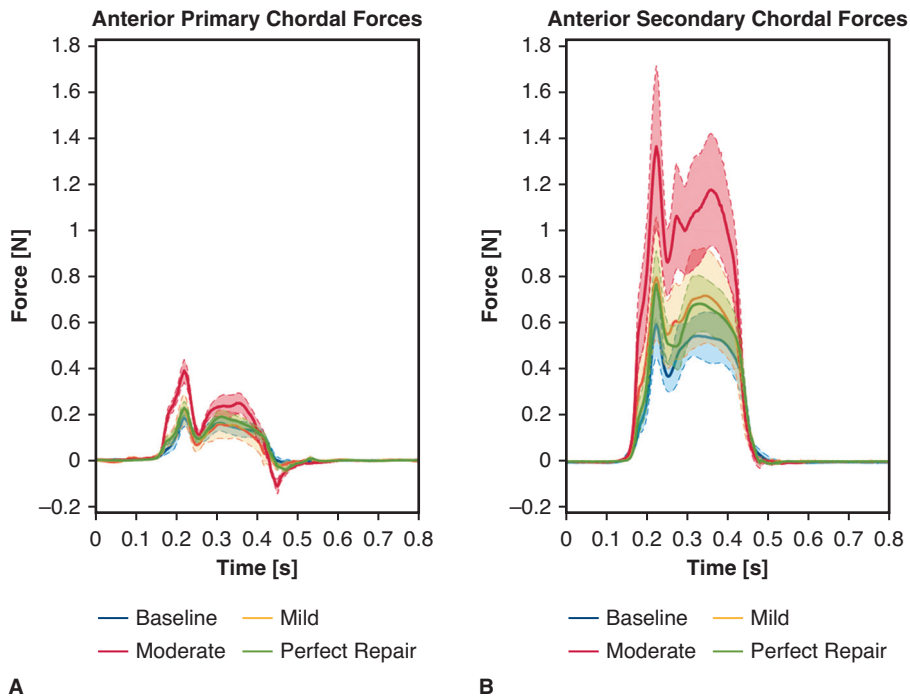 Anterior Primary Chordal Forces
1.8
1.6
1.4
1.2
1
0.8
0.6
0.4
0.2
0
–0.2
Force [N]
0 0.1 0.2 0.3 0.4 0.5 0.6 0.7 0.8
Time [s]
Baseline Mild
Moderate Perfect Repair
A
Anterior Secondary Chordal Forces
1.8
1.6
1.4
1.2
1
0.8
0.6
0.4
0.2
0
–0.2
Force [N]
0 0.1 0.2 0.3 0.4 0.5 0.6 0.7 0.8
Time [s]
Baseline Mild
Moderate Perfect Repair
B